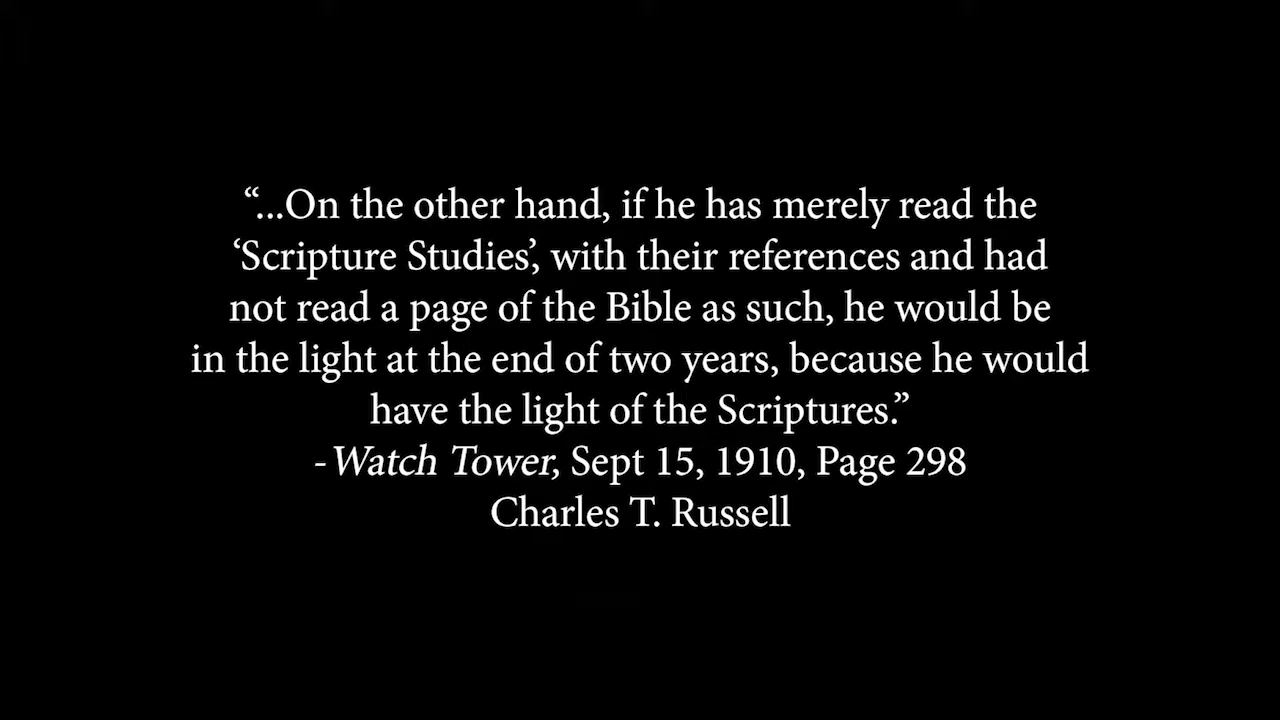 “...On the other hand, if he has merely read the
‘Scripture Studies’, with their references and had
not read a page of the Bible as such, he would be
in the light at the end of two years, because he would
have the light of the Scriptures.”
-Watch Tower, Sept 15, 1910, Page 298
Charles T. Russell